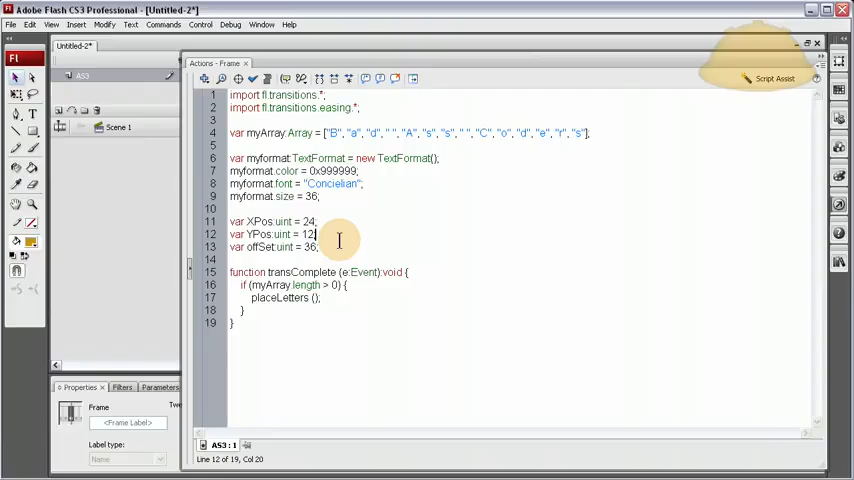 Adobe Flash CS3 Professional - [Untitled-2*]
File Edit View Insert Modify Text Commands Control Debug Window Help
Untitled-2*
Actions - Frame
AS3
Script Assist
Scene 1
1 import fl.transitions.*;
2 import fl.transitions.easing.*;
3
4 var myArray:Array = ["B", "a", "d", " ", "A", "s", "s", " ", "C", "o", "d", "e", "r", "s"];
5
6 var myformat:TextFormat = new TextFormat();
7 myformat.color = 0x999999;
8 myformat.font = "Concielian";
9 myformat.size = 36;
10
11 var XPos:uint = 24;
12 var YPos:uint = 12;
13 var offSet:uint = 36;
14
15 function transComplete (e:Event):void {
16 if (myArray.length > 0) {
17 placeLetters ();
18 }
19 }
Properties Filters Parameters
Frame
<Frame Label>
Label type:
Name
Twe
AS3 : 1
Line 12 of 19, Col 20